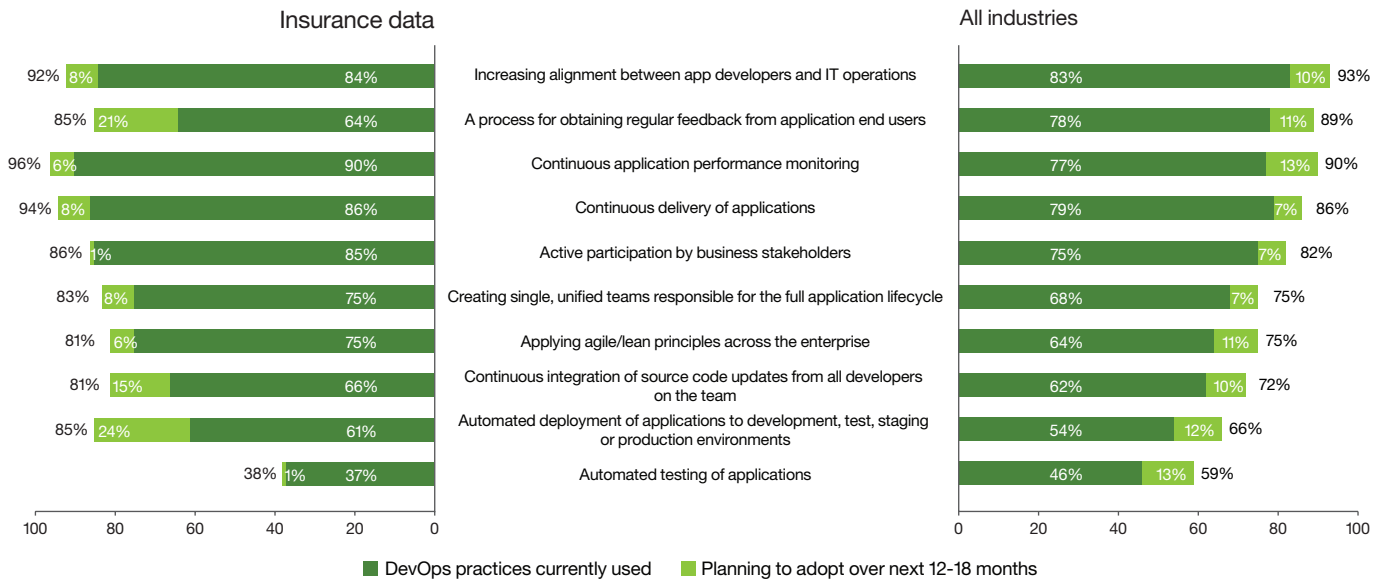 Insurance data
All industries
92% 8% 84% Increasing alignment between app developers and IT operations 83% 10% 93%
85% 21% 64% A process for obtaining regular feedback from application end users 78% 11% 89%
96% 6% 90% Continuous application performance monitoring 77% 13% 90%
94% 8% 86% Continuous delivery of applications 79% 7% 86%
86% 1% 85% Active participation by business stakeholders 75% 7% 82%
83% 8% 75% Creating single, unified teams responsible for the full application lifecycle 68% 7% 75%
81% 6% 75% Applying agile/lean principles across the enterprise 64% 11% 75%
81% 15% 66% Continuous integration of source code updates from all developers
on the team 62% 10% 72%
85% 24% 61% Automated deployment of applications to development, test, staging
or production environments 54% 12% 66%
38% 1% 37% Automated testing of applications 46% 13% 59%
100 80 60 40 20 0 0 20 40 60 80 100
DevOps practices currently used Planning to adopt over next 12-18 months